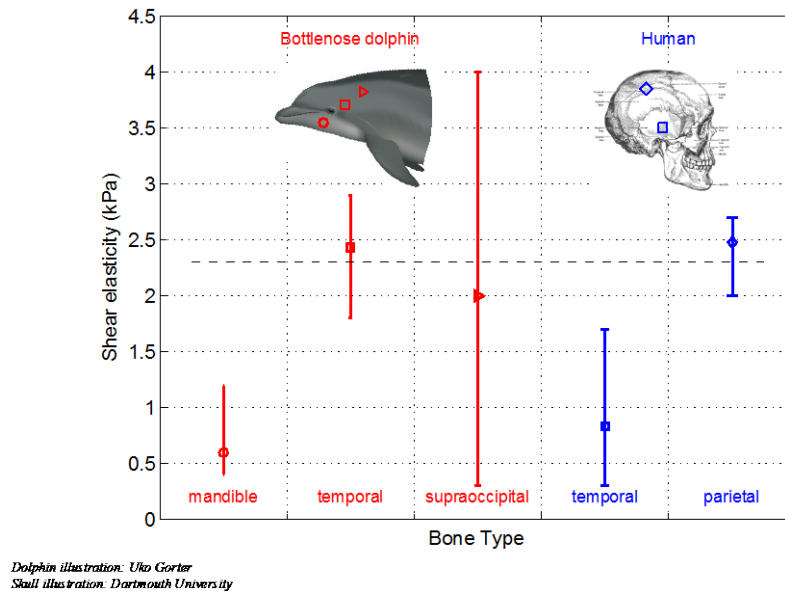 Bottlenose dolphin
Human
Shear elasticity (kPa)
4.5
4
3.5
3
2.5
2
1.5
1
0.5
0
mandible
temporal
supraoccipital
temporal
parietal
Bone Type
Dolphin illustration: Uko Gorter
Skull illustration: Dartmouth University